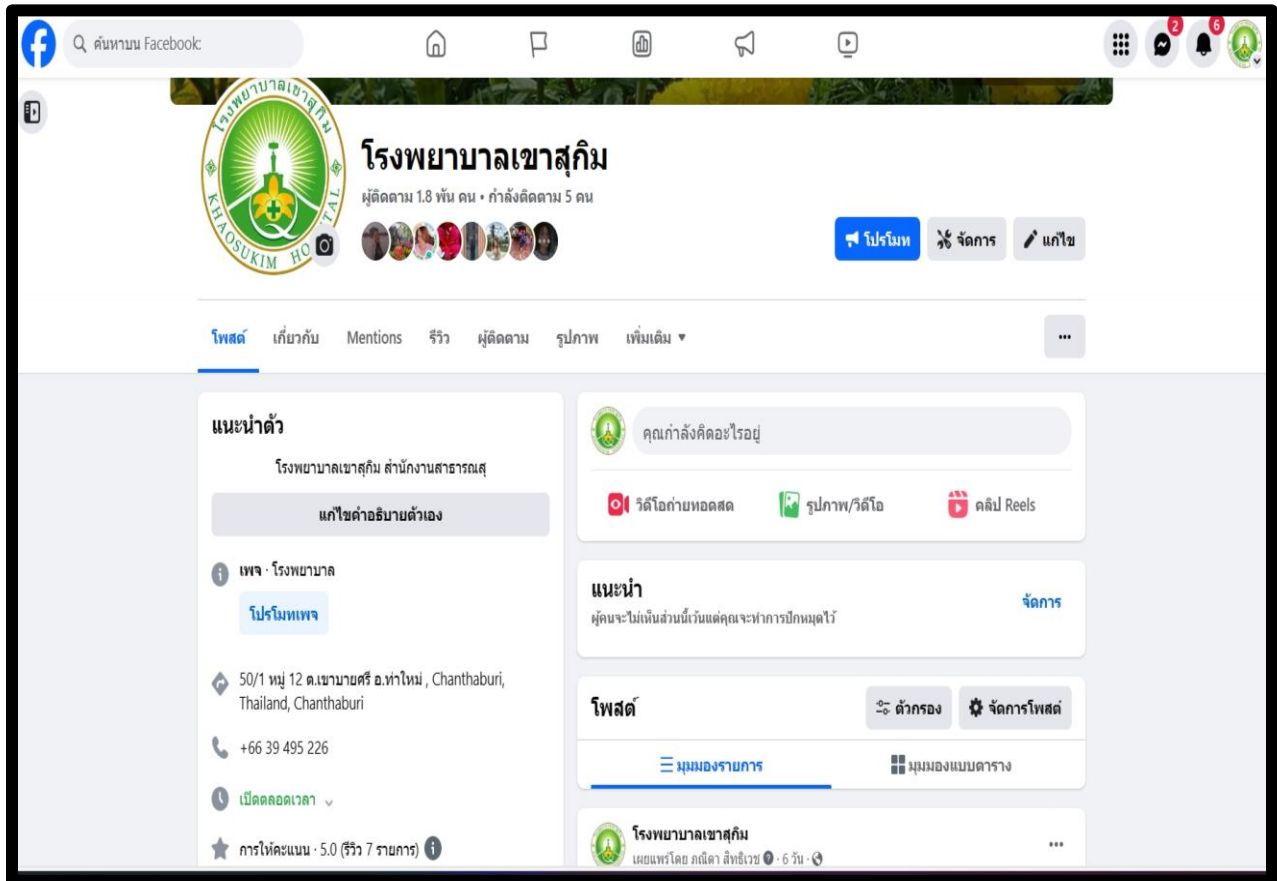 ค้นหาบน Facebook
2
6
โรงพยาบาลเขาสุกิม
KHAOSUKIM HO TAL
โรงพยาบาลเขาสุกิม
ผู้ติดตาม 1.8 พัน คน • กำลังติดตาม 5 คน
โปรโมท
จัดการ
แก้ไข
โพสต์
เกี่ยวกับ
Mentions
รีวิว
ผู้ติดตาม
รูปภาพ
เพิ่มเติม
แนะนำตัว
โรงพยาบาลเขาสุกิม สำนักงานสาธารณสุ
แก้ไขคำอธิบายตัวเอง
เพจ · โรงพยาบาล
โปรโมทเพจ
50/1 หมู่ 12 ต.เขาบายศรี อ.ท่าใหม่ , Chanthaburi,
Thailand, Chanthaburi
+66 39 495 226
เปิดตลอดเวลา
การให้คะแนน · 5.0 (รีวิว 7 รายการ)
คุณกำลังคิดอะไรอยู่
วิดีโอถ่ายทอดสด
รูปภาพ/วิดีโอ
คลิป Reels
แนะนำ
จัดการ
ผู้คนจะไม่เห็นส่วนนี้เว้นแต่คุณจะทำการปักหมุดไว้
โพสต์
ตัวกรอง
จัดการโพสต์
มุมมองรายการ
มุมมองแบบตาราง
โรงพยาบาลเขาสุกิม
เผยแพร่โดย ภณิดา สิทธิเวช · 6 วัน ·